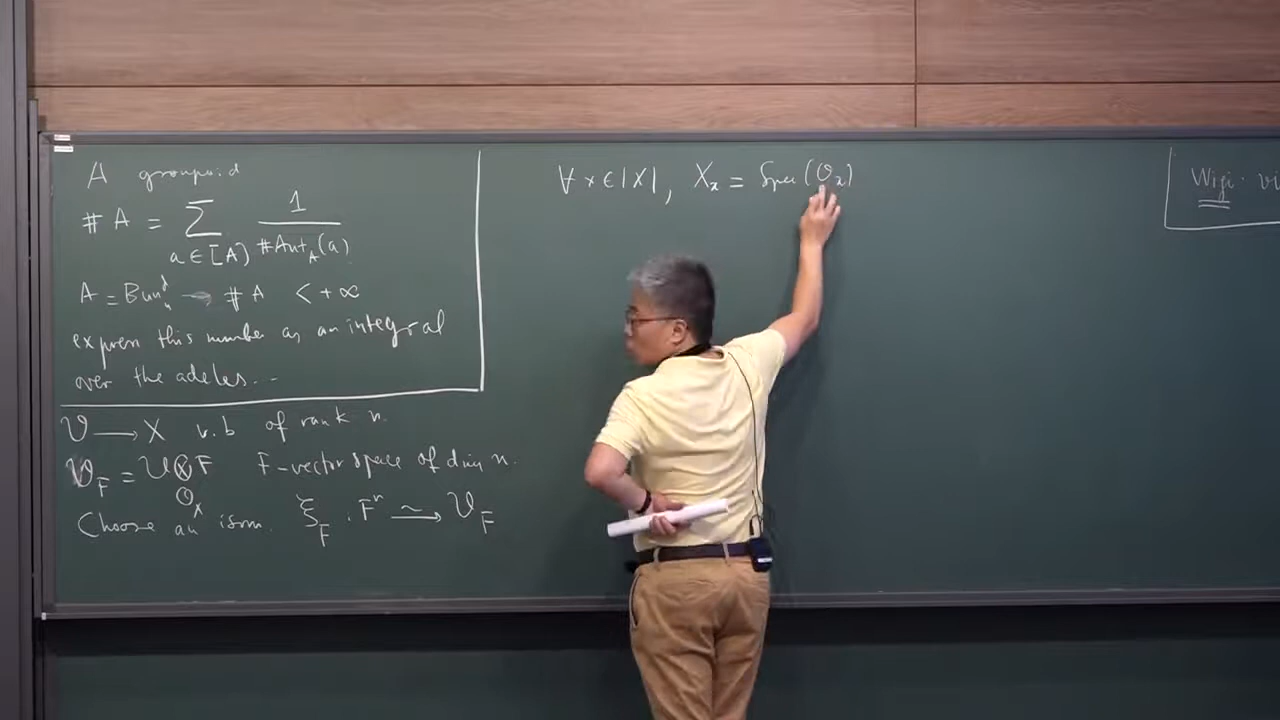 A groupoid
# A = ∑ 1 / #Aut_A(a)
a ∈ [A]
A = Bun_n^d → # A < +∞
express this number as an integral
over the adeles...
𝒱 → X v.b of rank n.
𝒱_F = 𝒱 ⊗ F F-vector space of dim n.
𝒪_X
Choose an isom. ξ_F : F^n ⥲ 𝒱_F
∀ x ∈ |X|, X_x = Spec(𝒪_x)